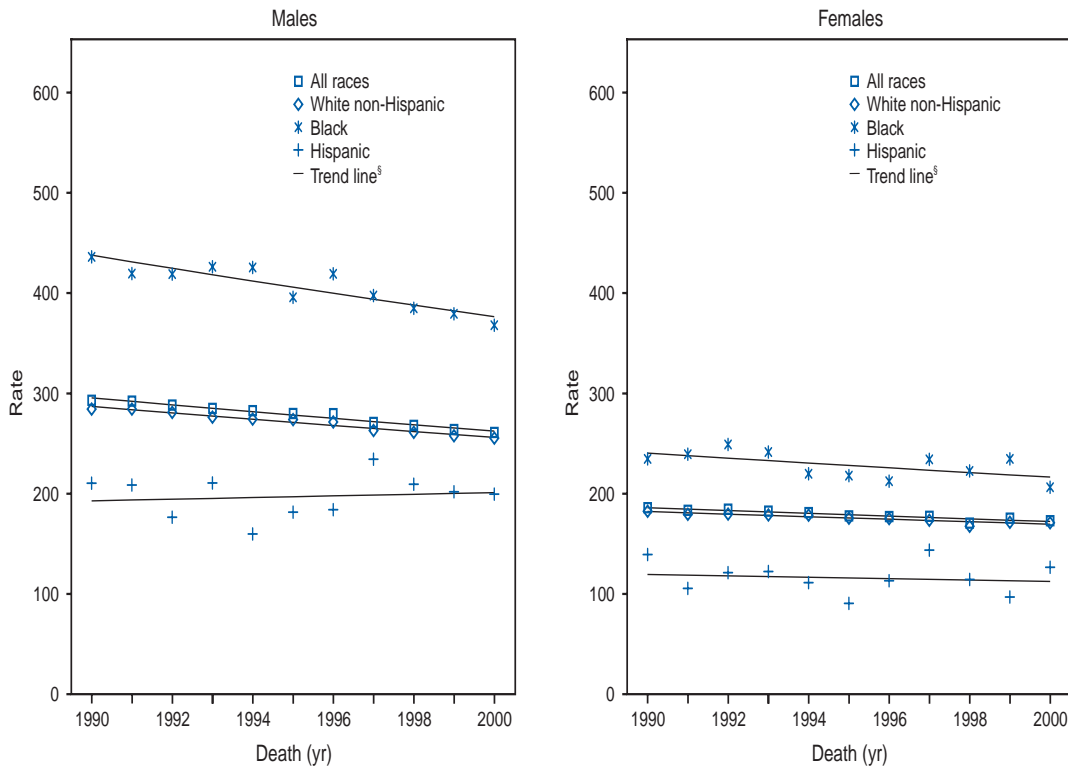 Males
600
500
400
300
200
100
0
Rate
All races
White non-Hispanic
Black
Hispanic
Trend line§
1990 1992 1994 1996 1998 2000
Death (yr)
Females
600
500
400
300
200
100
0
Rate
All races
White non-Hispanic
Black
Hispanic
Trend line§
1990 1992 1994 1996 1998 2000
Death (yr)